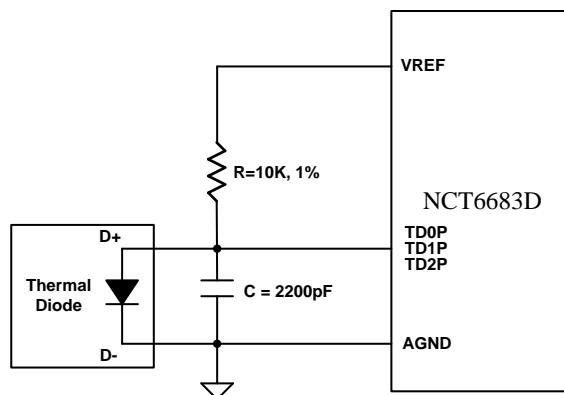 VREF
R=10K, 1%
NCT6683D
TD0P
TD1P
TD2P
D+
Thermal
Diode
C = 2200pF
D-
AGND